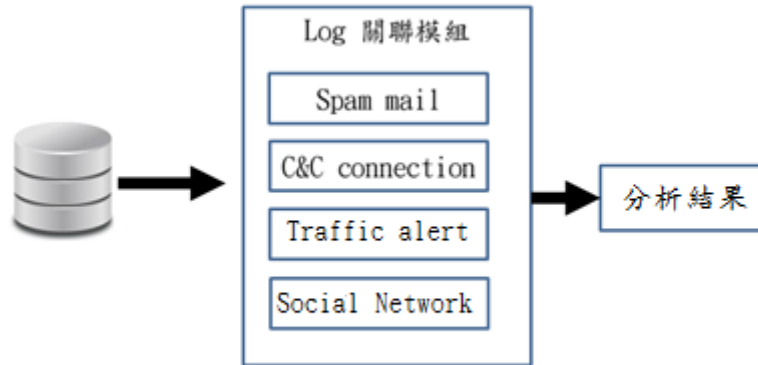 Log 關聯模組
Spam mail
C&C connection
Traffic alert
Social Network
分析結果